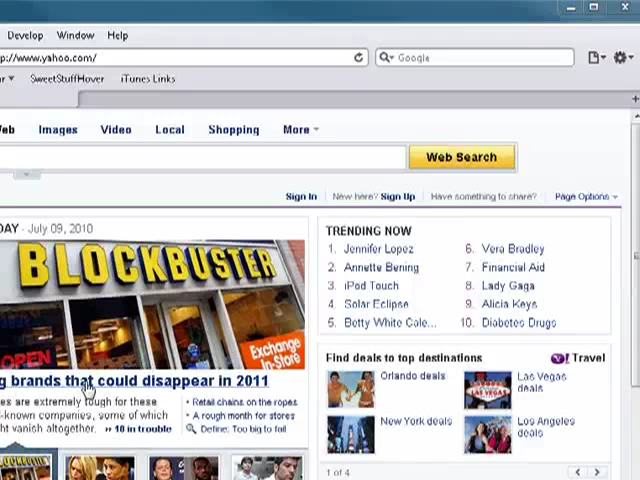 Develop Window Help
p://www.yahoo.com/
Google
SweetStuffHover iTunes Links
eb Images Video Local Shopping More
Web Search
Sign In New here? Sign Up Have something to share? Page Options
DAY - July 09, 2010
BLOCKBUSTER
OPEN
Exchange
In-Store
g brands that could disappear in 2011
es are extremely tough for these
-known companies, some of which
ht vanish altogether. » 10 in trouble
• Retail chains on the ropes
• A rough month for stores
Define: Too big to fail
TRENDING NOW
1. Jennifer Lopez
2. Annette Bening
3. iPod Touch
4. Solar Eclipse
5. Betty White Cale...
6. Vera Bradley
7. Financial Aid
8. Lady Gaga
9. Alicia Keys
10. Diabetes Drugs
Find deals to top destinations Y! Travel
Orlando deals
Las Vegas
deals
New York deals
Los Angeles
deals
1 of 4